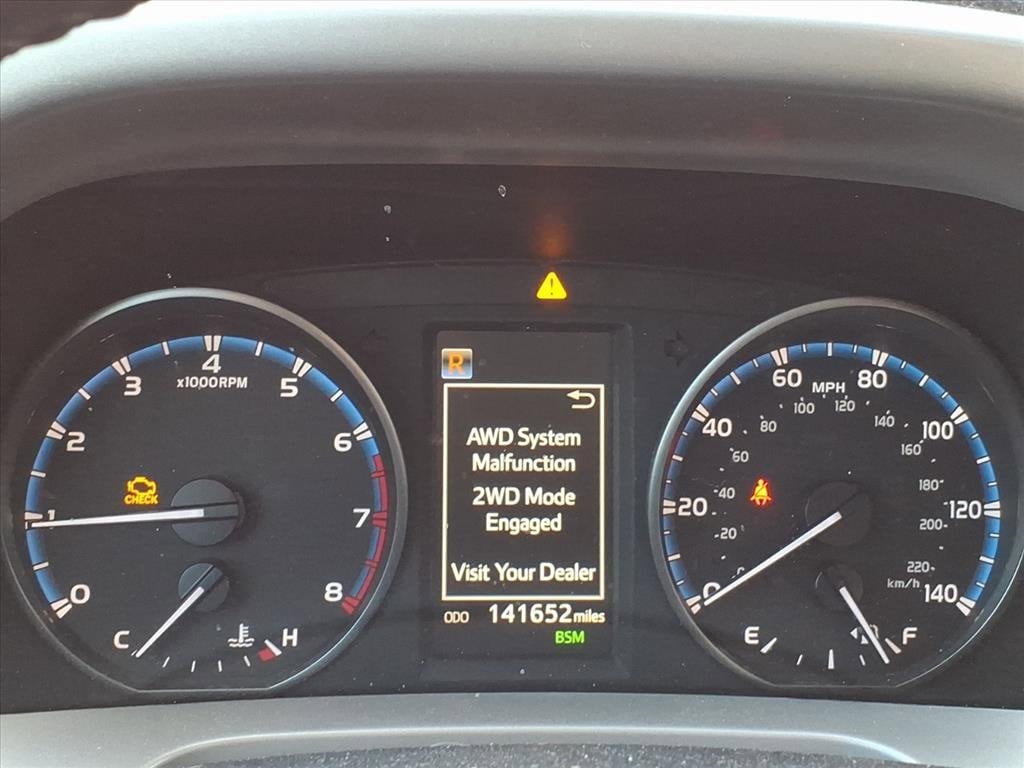 x1000RPM
0
1
2
3
4
5
6
7
8
CHECK
C
H
R
AWD System
Malfunction
2WD Mode
Engaged
Visit Your Dealer
ODO 141652 miles
BSM
MPH
0
20
40
60
80
100
120
140
20
40
60
80
100
120
140
160
180
200
220
km/h
E
F